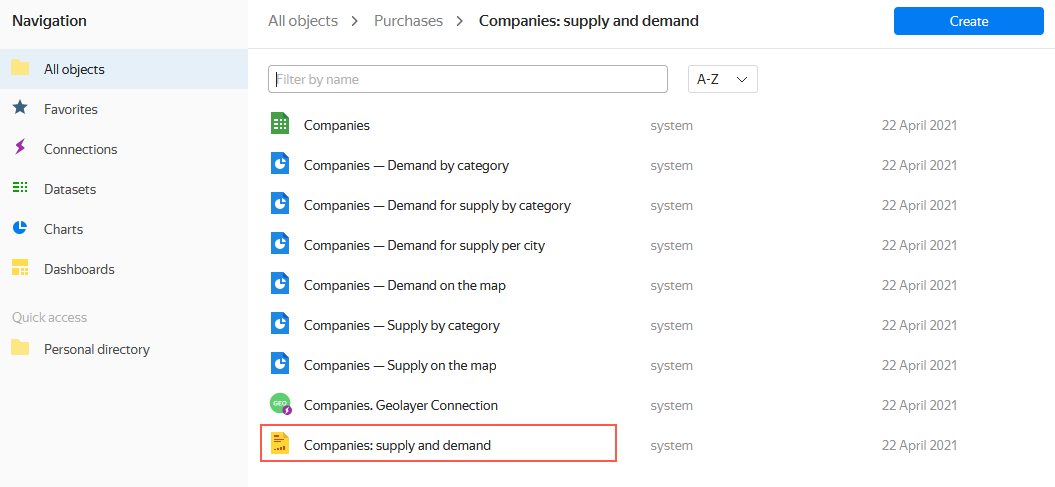 Navigation
All objects > Purchases > Companies: supply and demand
Create
All objects
Favorites
Connections
Datasets
Charts
Dashboards
Quick access
Personal directory
Filter by name
A-Z
Companies system 22 April 2021
Companies — Demand by category system 22 April 2021
Companies — Demand for supply by category system 22 April 2021
Companies — Demand for supply per city system 22 April 2021
Companies — Demand on the map system 22 April 2021
Companies — Supply by category system 22 April 2021
Companies — Supply on the map system 22 April 2021
GEO Companies. Geolayer Connection system 22 April 2021
Companies: supply and demand system 22 April 2021